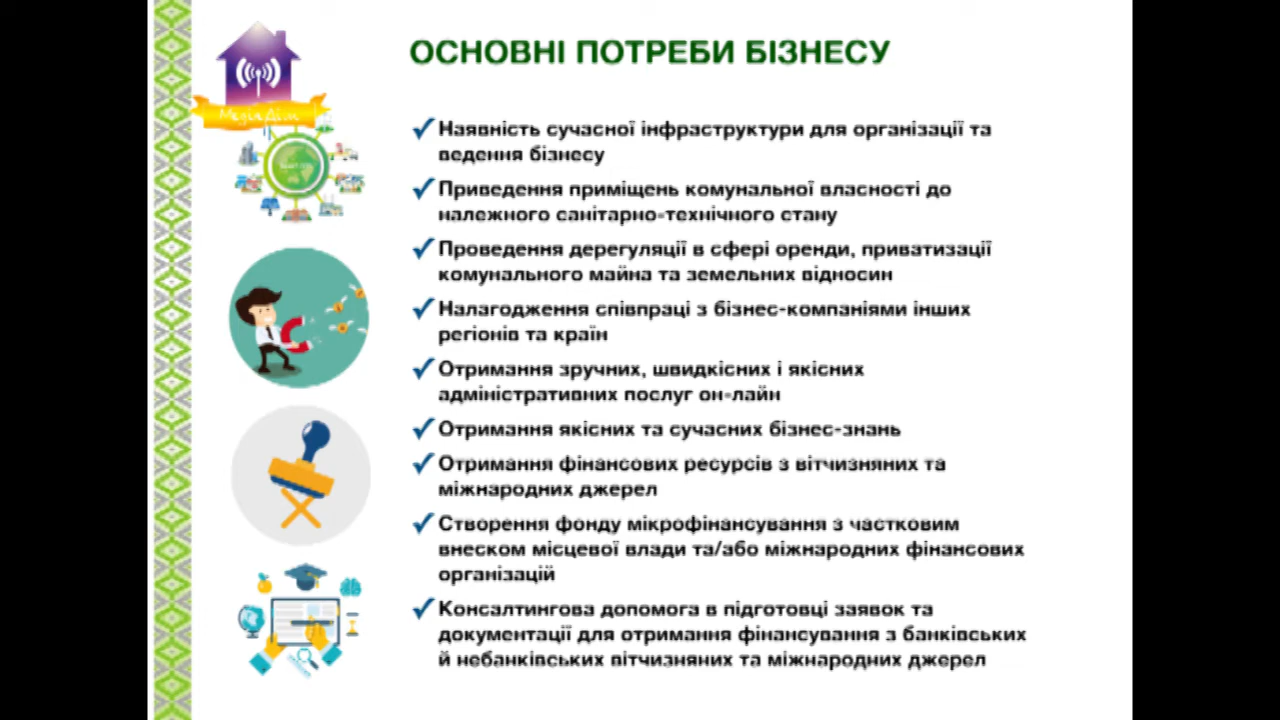 ОСНОВНІ ПОТРЕБИ БІЗНЕСУ
Медіа Дім
Наявність сучасної інфраструктури для організації та
ведення бізнесу
Приведення приміщень комунальної власності до
належного санітарно-технічного стану
Проведення дерегуляції в сфері оренди, приватизації
комунального майна та земельних відносин
Налагодження співпраці з бізнес-компаніями інших
регіонів та країн
Отримання зручних, швидкісних і якісних
адміністративних послуг он-лайн
Отримання якісних та сучасних бізнес-знань
Отримання фінансових ресурсів з вітчизняних та
міжнародних джерел
Створення фонду мікрофінансування з частковим
внеском місцевої влади та/або міжнародних фінансових
організацій
Консалтингова допомога в підготовці заявок та
документації для отримання фінансування з банківських
й небанківських вітчизняних та міжнародних джерел